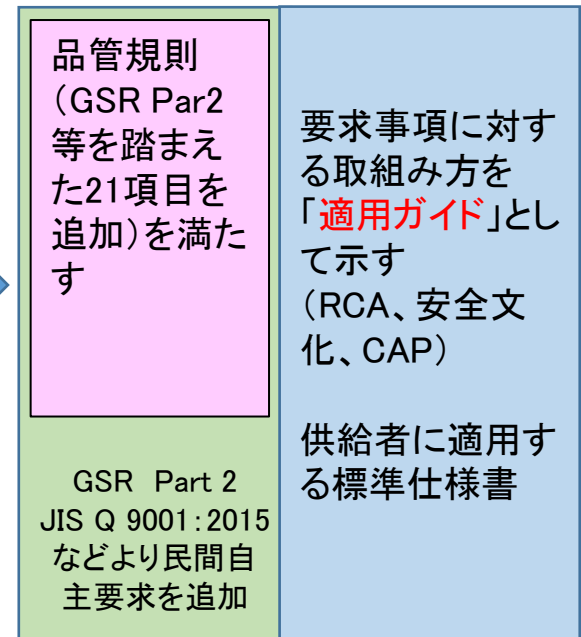 品管規則
（GSR Par2
等を踏まえ
た21項目を
追加）を満た
す
GSR Part 2
JIS Q 9001：2015
などより民間自
主要求を追加
要求事項に対す
る取組み方を
「適用ガイド」とし
て示す
（RCA、安全文
化、CAP）
供給者に適用す
る標準仕様書